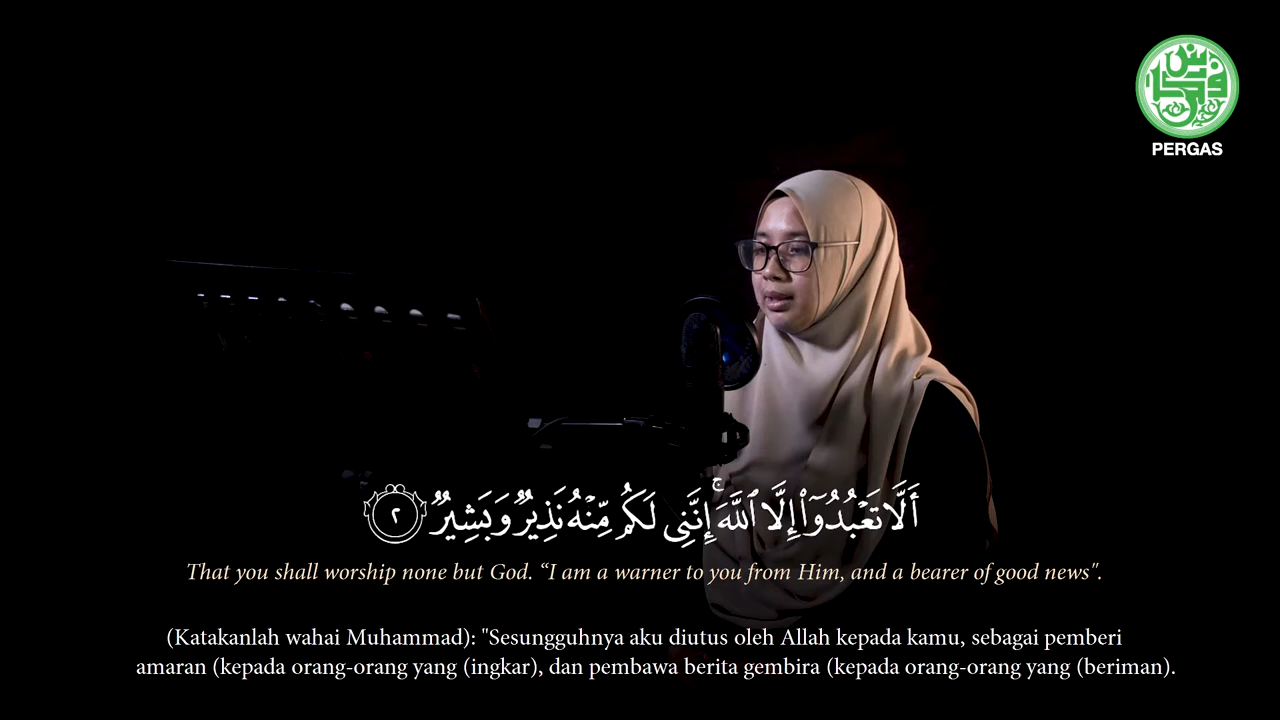 PERGAS
أَلَّا تَعْبُدُوٓا۟ إِلَّا ٱللَّهَ ۚ إِنَّنِى لَكُم مِّنْهُ نَذِيرٌ وَبَشِيرٌ ٢
That you shall worship none but God. “I am a warner to you from Him, and a bearer of good news".
(Katakanlah wahai Muhammad): "Sesungguhnya aku diutus oleh Allah kepada kamu, sebagai pemberi
amaran (kepada orang-orang yang (ingkar), dan pembawa berita gembira (kepada orang-orang yang (beriman).